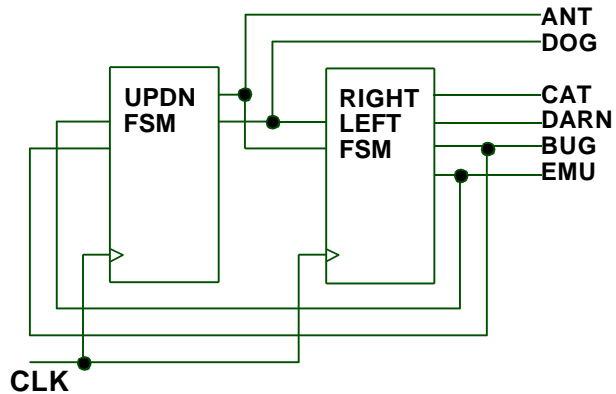 ANT
DOG
UPDN
FSM
RIGHT
LEFT
FSM
CAT
DARN
BUG
EMU
CLK